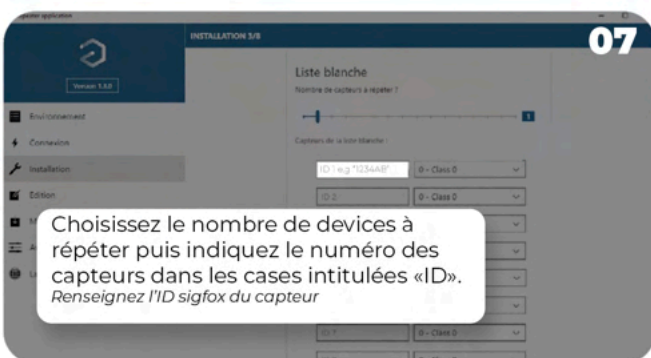 INSTALLATION 3/8
07
Version 1.4.0
Liste blanche
Nombre de capteurs à répéter ?
1
Environnement
Connexion
Capteurs de la liste blanche :
Installation
ID 1 e.g "1234AB"
0 - Class 0
Edition
ID 2
0 - Class 0
Choisissez le nombre de devices à
répéter puis indiquez le numéro des
capteurs dans les cases intitulées «ID».
Renseignez l'ID sigfox du capteur
ID 7
0 - Class 0